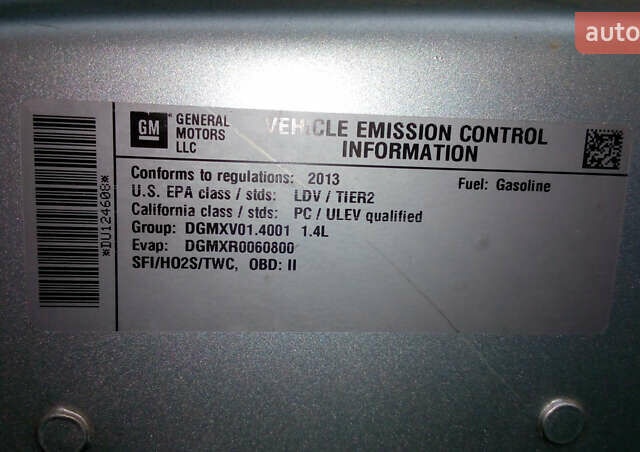 auto
GM
GENERAL
MOTORS
LLC
VEHICLE EMISSION CONTROL
INFORMATION
Conforms to regulations: 2013
Fuel: Gasoline
U.S. EPA class / stds: LDV / TIER2
California class / stds: PC / ULEV qualified
Group: DGMXV01.4001 1.4L
Evap: DGMXR0060800
SFI/HO2S/TWC, OBD: II
*DU124608*